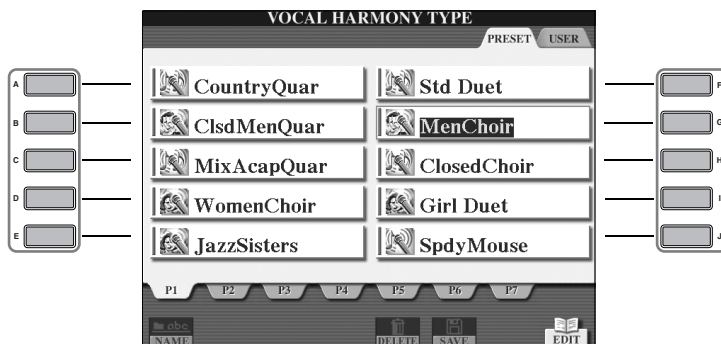 VOCAL HARMONY TYPE
PRESET USER
A CountryQuar Std Duet F
B ClsdMenQuar MenChoir G
C MixAcapQuar ClosedChoir H
D WomenChoir Girl Duet I
E JazzSisters SpdyMouse J
P1 P2 P3 P4 P5 P6 P7
abc
NAME DELETE SAVE EDIT